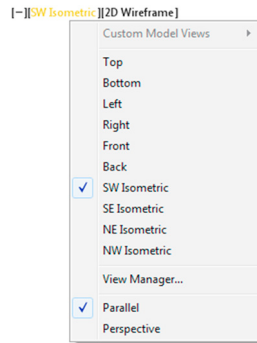 [−][SW Isometric][2D Wireframe]
Custom Model Views
Top
Bottom
Left
Right
Front
Back
SW Isometric
SE Isometric
NE Isometric
NW Isometric
View Manager...
Parallel
Perspective